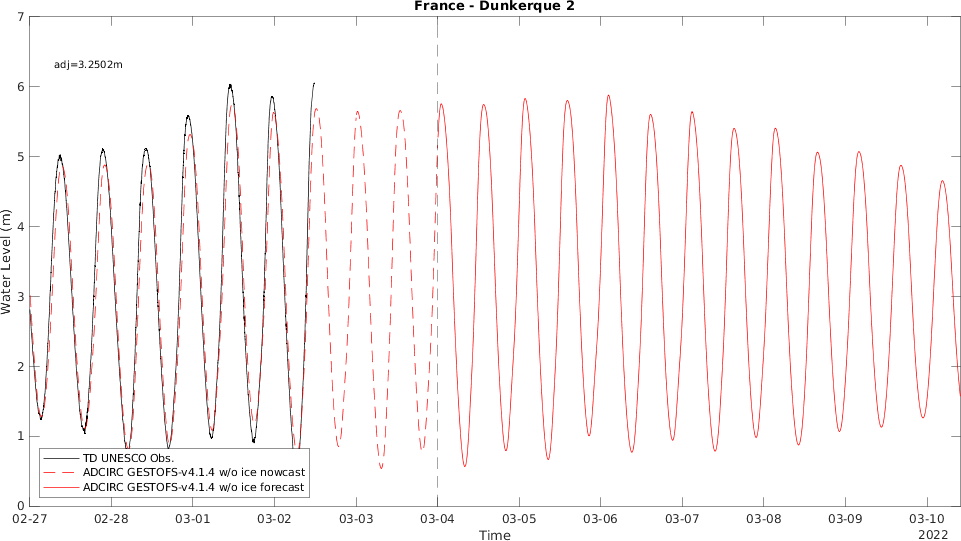 France - Dunkerque 2
7
adj=3.2502m
6
5
4
3
2
1
0
Water Level (m)
TD UNESCO Obs.
ADCIRC GESTOFS-v4.1.4 w/o ice nowcast
ADCIRC GESTOFS-v4.1.4 w/o ice forecast
02-27 02-28 03-01 03-02 03-03 03-04 03-05 03-06 03-07 03-08 03-09 03-10
Time
2022